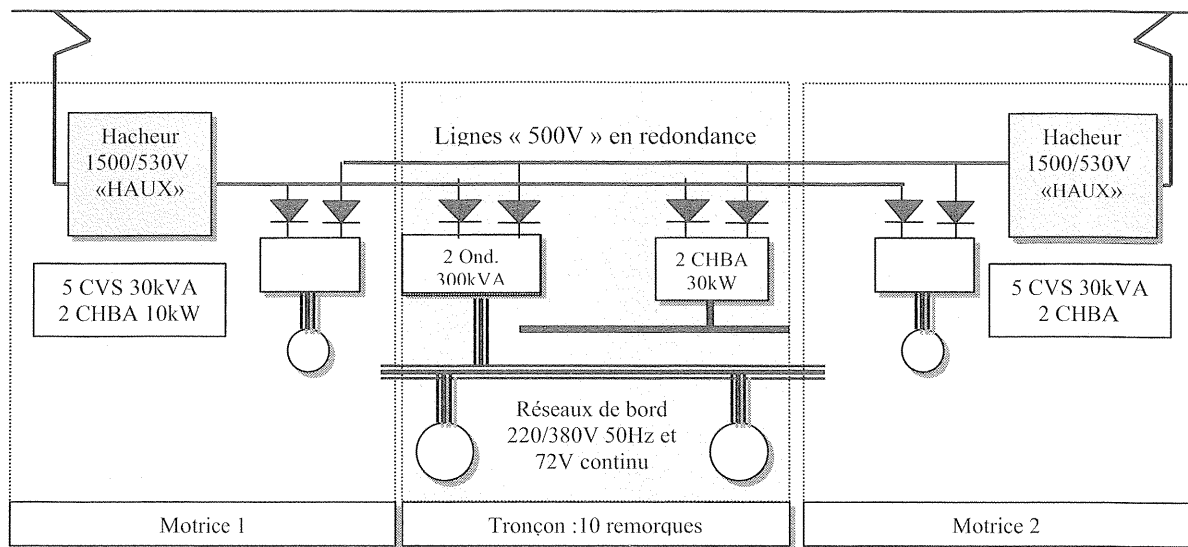 Lignes « 500V » en redondance
Hacheur
1500/530V
«HAUX»
Hacheur
1500/530V
«HAUX»
5 CVS 30kVA
2 CHBA 10kW
2 Ond.
300kVA
2 CHBA
30kW
5 CVS 30kVA
2 CHBA
Réseaux de bord
220/380V 50Hz et
72V continu
Motrice 1
Tronçon :10 remorques
Motrice 2